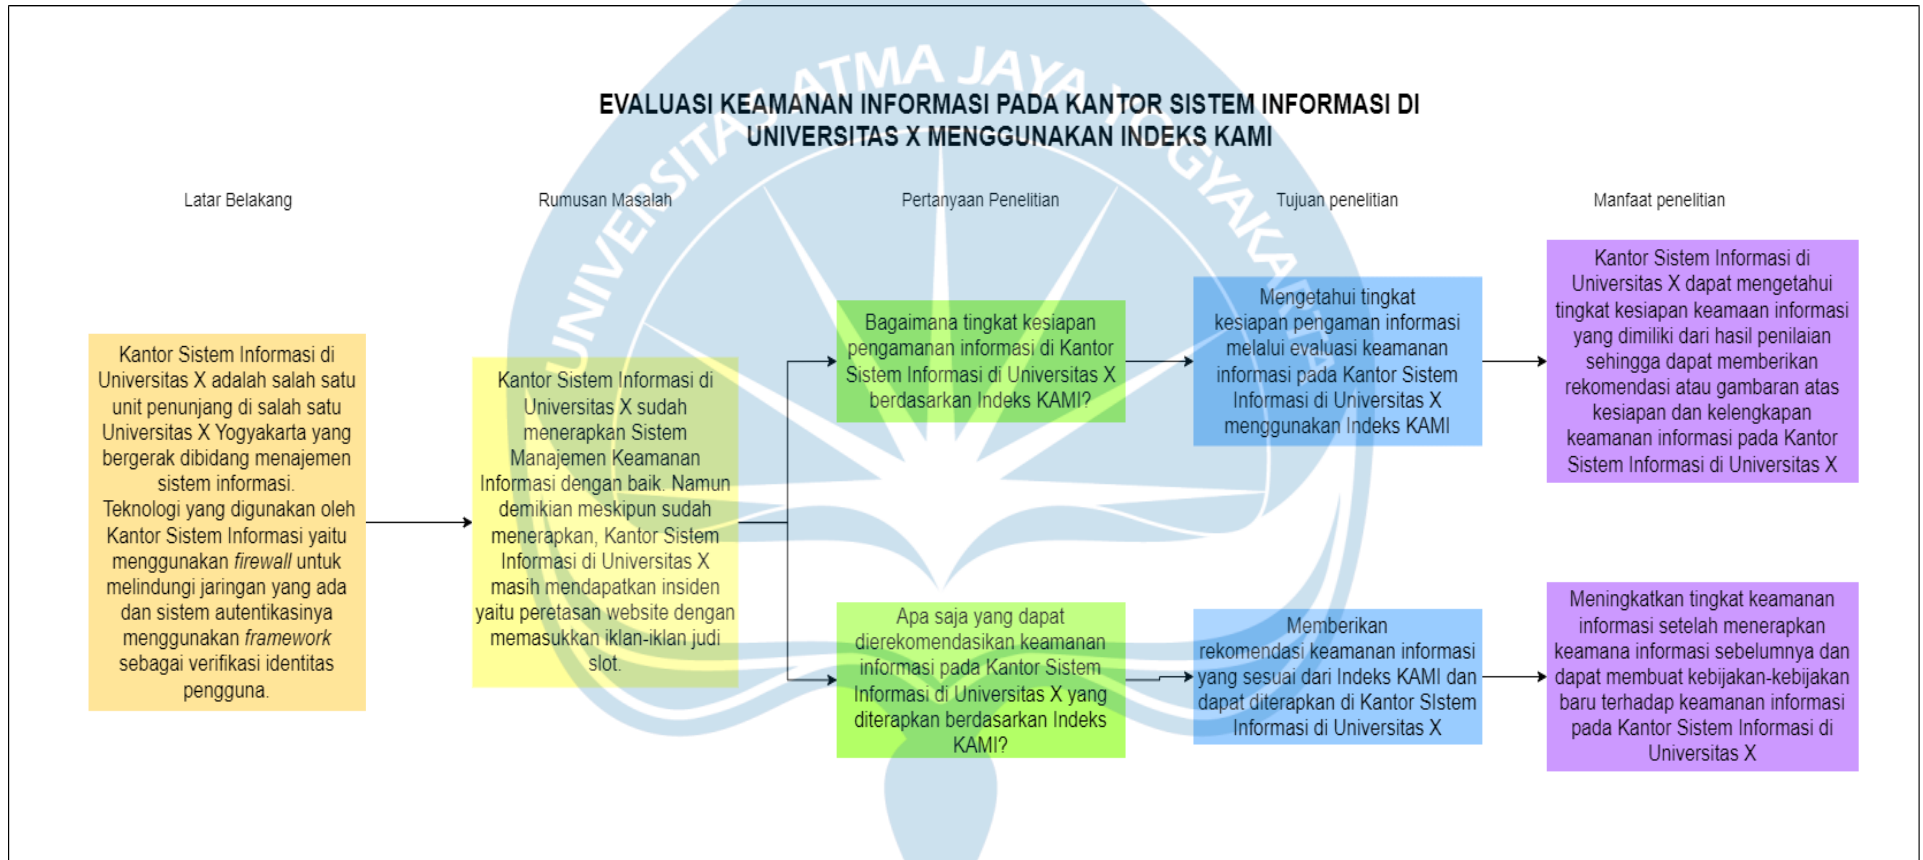 UNIVERSITAS ATMA JAYA YOGYAKARTA
EVALUASI KEAMANAN INFORMASI PADA KANTOR SISTEM INFORMASI DI
UNIVERSITAS X MENGGUNAKAN INDEKS KAMI
Latar Belakang
Rumusan Masalah
Pertanyaan Penelitian
Tujuan penelitian
Manfaat penelitian
Kantor Sistem Informasi di
Universitas X adalah salah satu
unit penunjang di salah satu
Universitas X Yogyakarta yang
bergerak dibidang menajemen
sistem informasi.
Teknologi yang digunakan oleh
Kantor Sistem Informasi yaitu
menggunakan firewall untuk
melindungi jaringan yang ada
dan sistem autentikasinya
menggunakan framework
sebagai verifikasi identitas
pengguna.
Kantor Sistem Informasi di
Universitas X sudah
menerapkan Sistem
Manajemen Keamanan
Informasi dengan baik. Namun
demikian meskipun sudah
menerapkan, Kantor Sistem
Informasi di Universitas X
masih mendapatkan insiden
yaitu peretasan website dengan
memasukkan iklan-iklan judi
slot.
Bagaimana tingkat kesiapan
pengamanan informasi di Kantor
Sistem Informasi di Universitas X
berdasarkan Indeks KAMI?
Mengetahui tingkat
kesiapan pengaman informasi
melalui evaluasi keamanan
informasi pada Kantor Sistem
Informasi di Universitas X
menggunakan Indeks KAMI
Kantor Sistem Informasi di
Universitas X dapat mengetahui
tingkat kesiapan keamaan informasi
yang dimiliki dari hasil penilaian
sehingga dapat memberikan
rekomendasi atau gambaran atas
kesiapan dan kelengkapan
keamanan informasi pada Kantor
Sistem Informasi di Universitas X
Apa saja yang dapat
dierekomendasikan keamanan
informasi pada Kantor Sistem
Informasi di Universitas X yang
diterapkan berdasarkan Indeks
KAMI?
Memberikan
rekomendasi keamanan informasi
yang sesuai dari Indeks KAMI dan
dapat diterapkan di Kantor SIstem
Informasi di Universitas X
Meningkatkan tingkat keamanan
informasi setelah menerapkan
keamana informasi sebelumnya dan
dapat membuat kebijakan-kebijakan
baru terhadap keamanan informasi
pada Kantor Sistem Informasi di
Universitas X